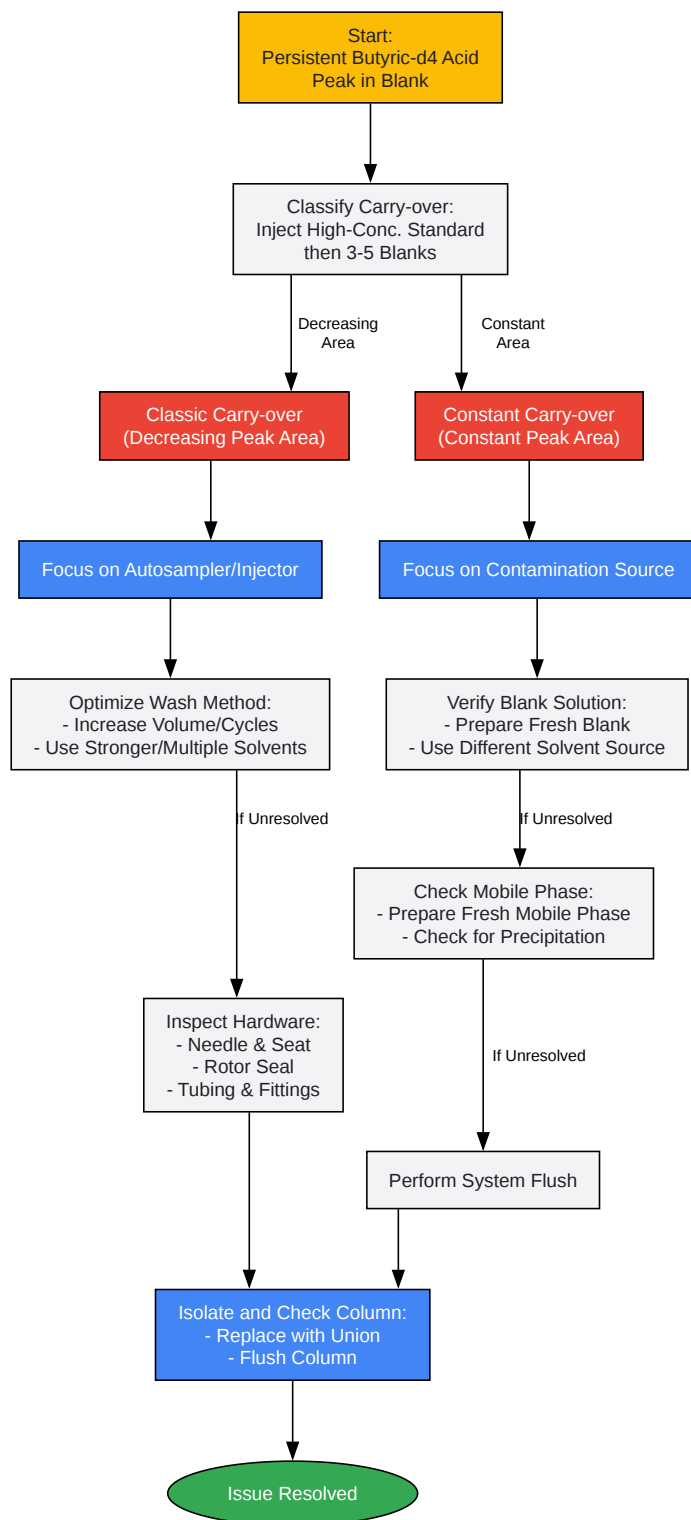 Start:
Persistent Butyric-d4 Acid
Peak in Blank
Classify Carry-over:
Inject High-Conc. Standard
then 3-5 Blanks
Decreasing
Area
Constant
Area
Classic Carry-over
(Decreasing Peak Area)
Constant Carry-over
(Constant Peak Area)
Focus on Autosampler/Injector
Focus on Contamination Source
Optimize Wash Method:
- Increase Volume/Cycles
- Use Stronger/Multiple Solvents
Verify Blank Solution:
- Prepare Fresh Blank
- Use Different Solvent Source
If Unresolved
If Unresolved
Check Mobile Phase:
- Prepare Fresh Mobile Phase
- Check for Precipitation
Inspect Hardware:
- Needle & Seat
- Rotor Seal
- Tubing & Fittings
If Unresolved
Perform System Flush
Isolate and Check Column:
- Replace with Union
- Flush Column
Issue Resolved